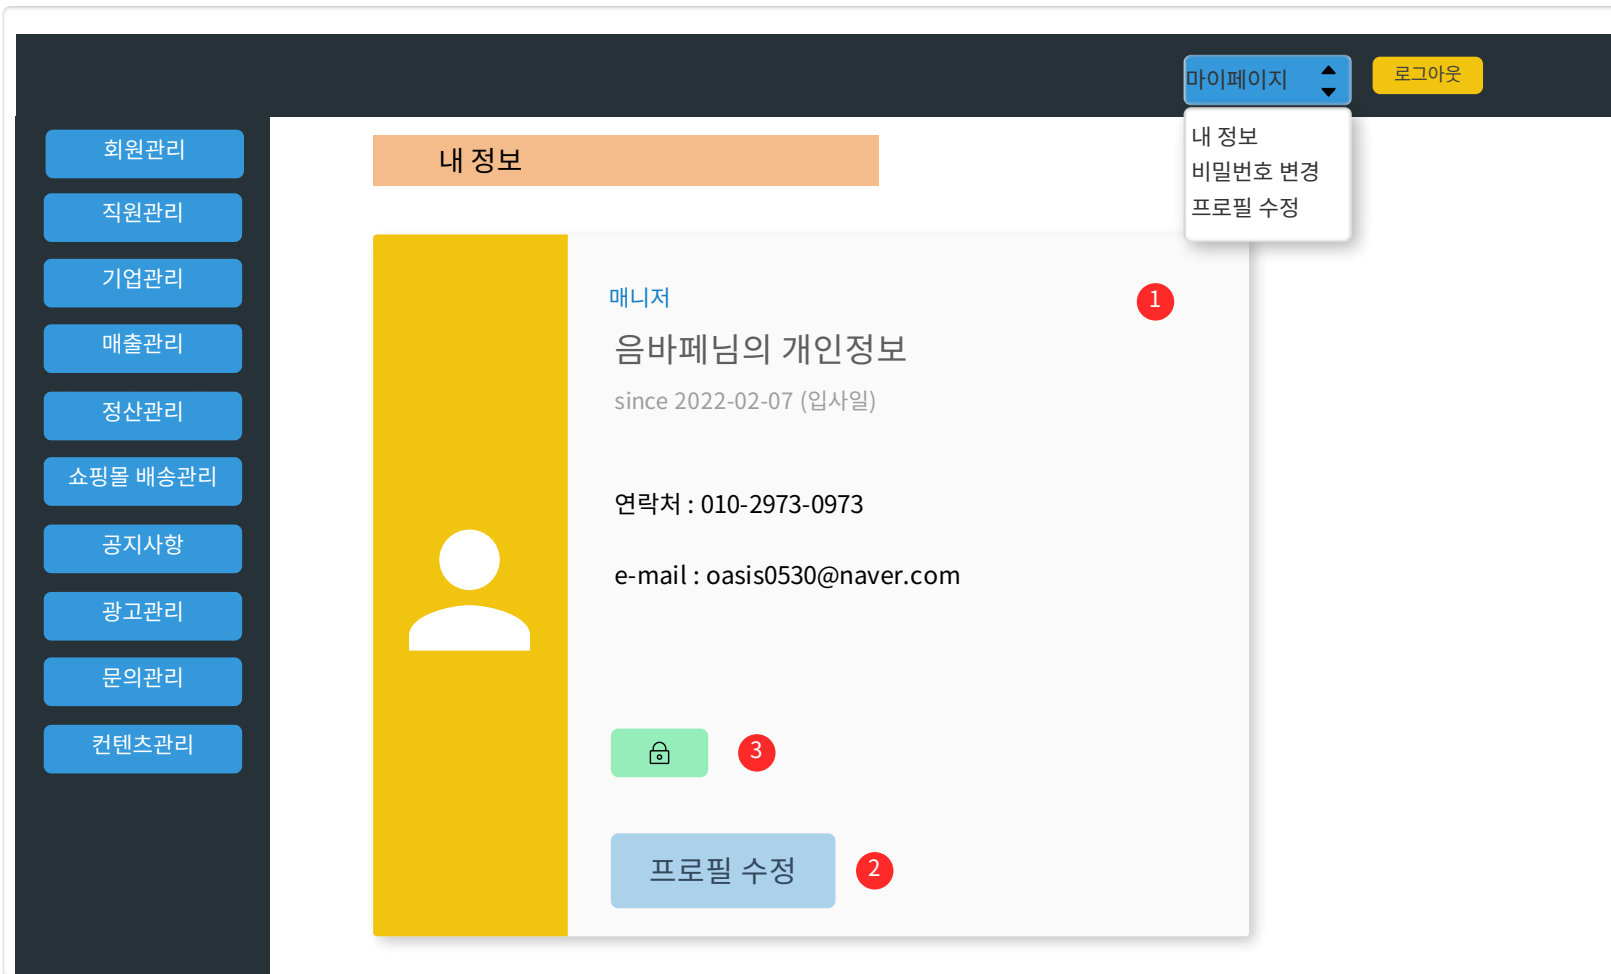 마이페이지
로그아웃
내 정보
비밀번호 변경
프로필 수정
회원관리
직원관리
기업관리
매출관리
정산관리
쇼핑몰 배송관리
공지사항
광고관리
문의관리
컨텐츠관리
내 정보
매니저
1
음바페님의 개인정보
since 2022-02-07 (입사일)
연락처 : 010-2973-0973
e-mail : oasis0530@naver.com
3
프로필 수정
2